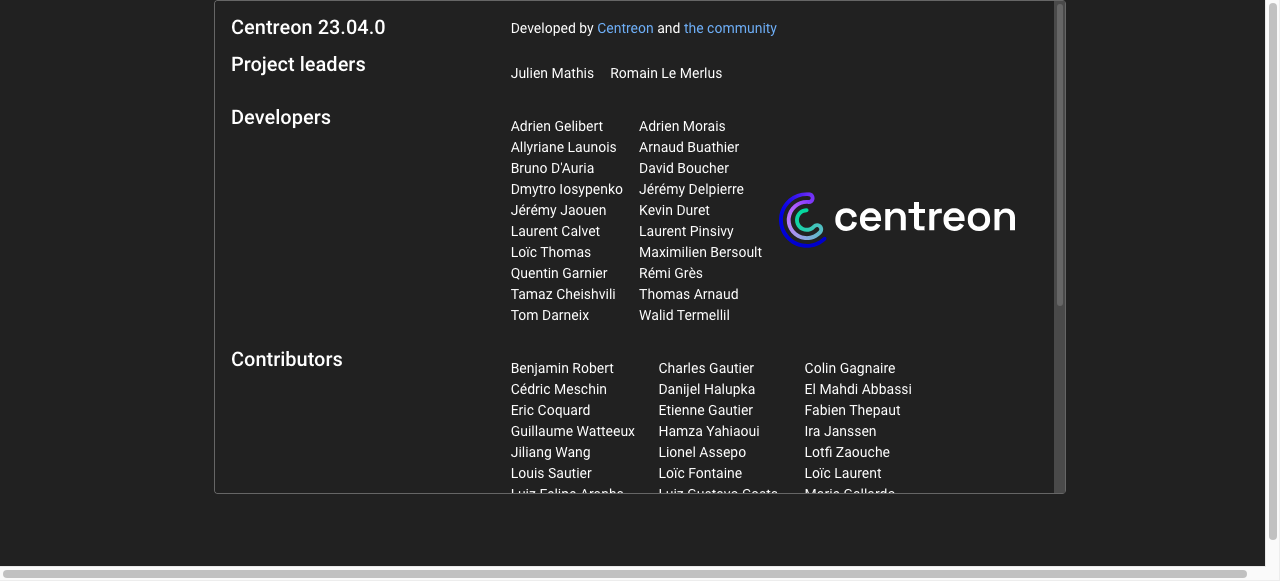 Centreon 23.04.0
Developed by Centreon and the community
Project leaders
Julien Mathis Romain Le Merlus
Developers
Adrien Gelibert Adrien Morais
Allyriane Launois Arnaud Buathier
Bruno D'Auria David Boucher
Dmytro Iosypenko Jérémy Delpierre
Jérémy Jaouen Kevin Duret
Laurent Calvet Laurent Pinsivy
Loïc Thomas Maximilien Bersoult
Quentin Garnier Rémi Grès
Tamaz Cheishvili Thomas Arnaud
Tom Darneix Walid Termellil
centreon
Contributors
Benjamin Robert Charles Gautier Colin Gagnaire
Cédric Meschin Danijel Halupka El Mahdi Abbassi
Eric Coquard Etienne Gautier Fabien Thepaut
Guillaume Watteeux Hamza Yahiaoui Ira Janssen
Jiliang Wang Lionel Assepo Lotfi Zaouche
Louis Sautier Loïc Fontaine Loïc Laurent